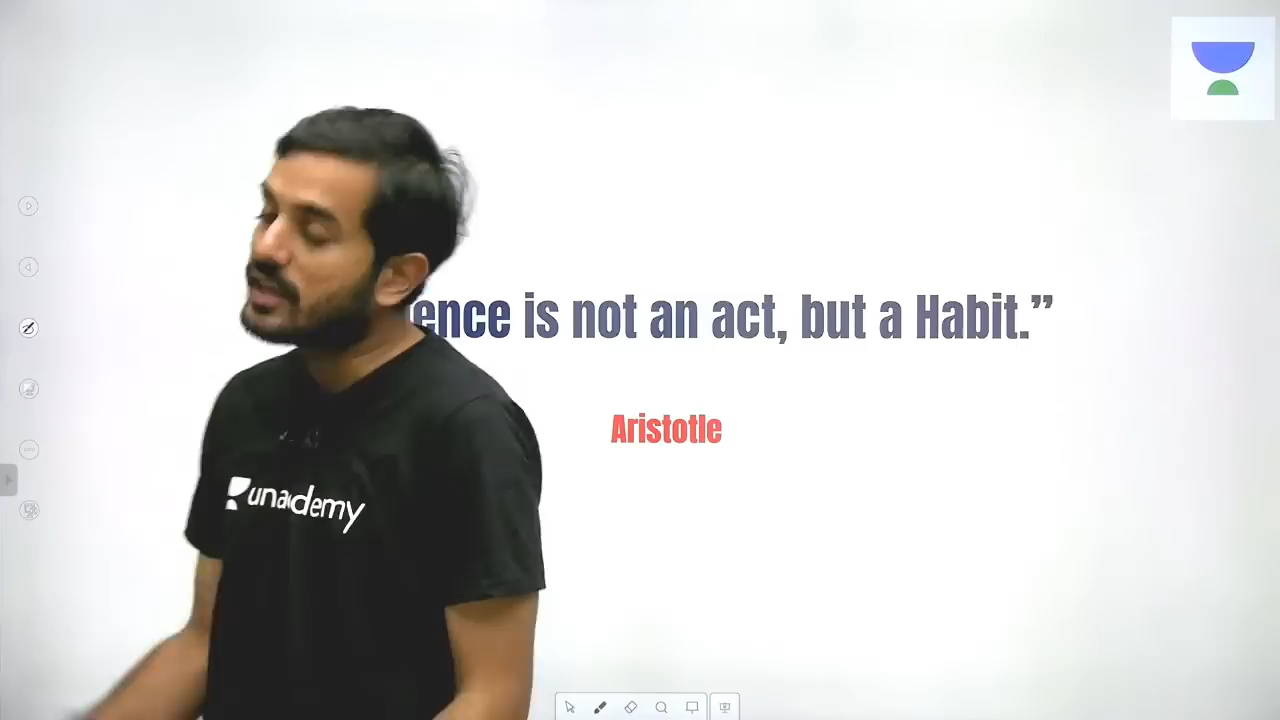 ence is not an act, but a Habit.”
Aristotle
unacademy